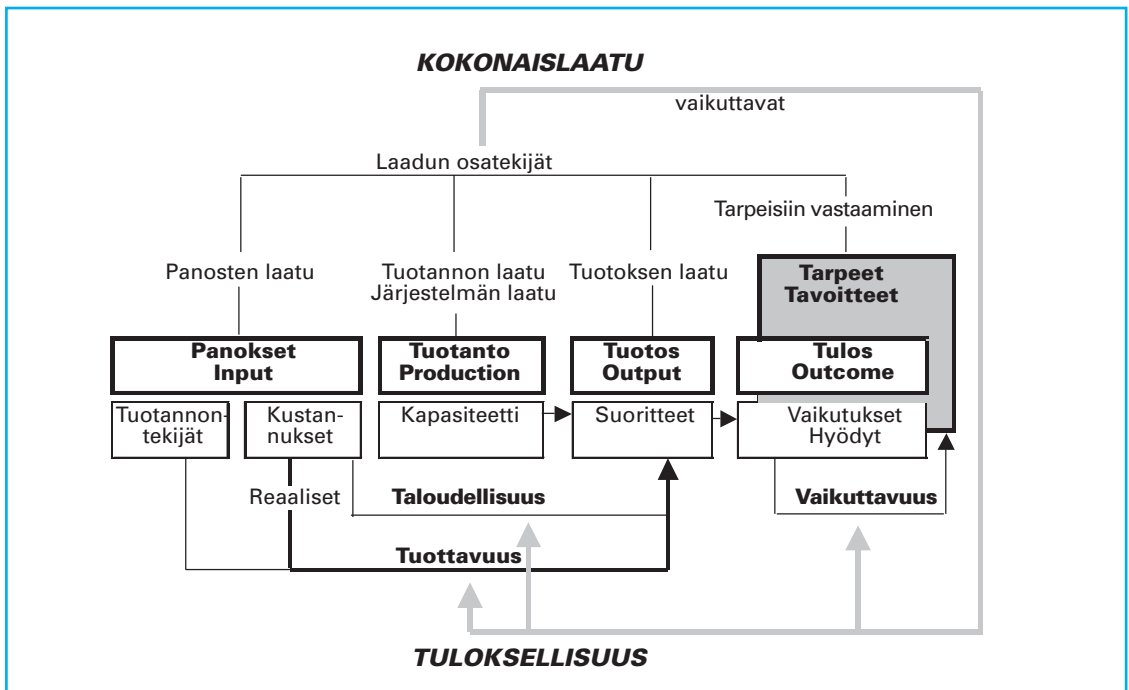 KOKONAISLAATU
vaikuttavat
Laadun osatekijät
Tarpeisiin vastaaminen
Panosten laatu
Tuotannon laatu
Järjestelmän laatu
Tuotoksen laatu
Tarpeet
Tavoitteet
Panokset
Input
Tuotanto
Production
Tuotos
Output
Tulos
Outcome
Tuotannon-
tekijät
Kustan-
nukset
Kapasiteetti
Suoritteet
Vaikutukset
Hyödyt
Reaaliset
Taloudellisuus
Vaikuttavuus
Tuottavuus
TULOKSELLISUUS